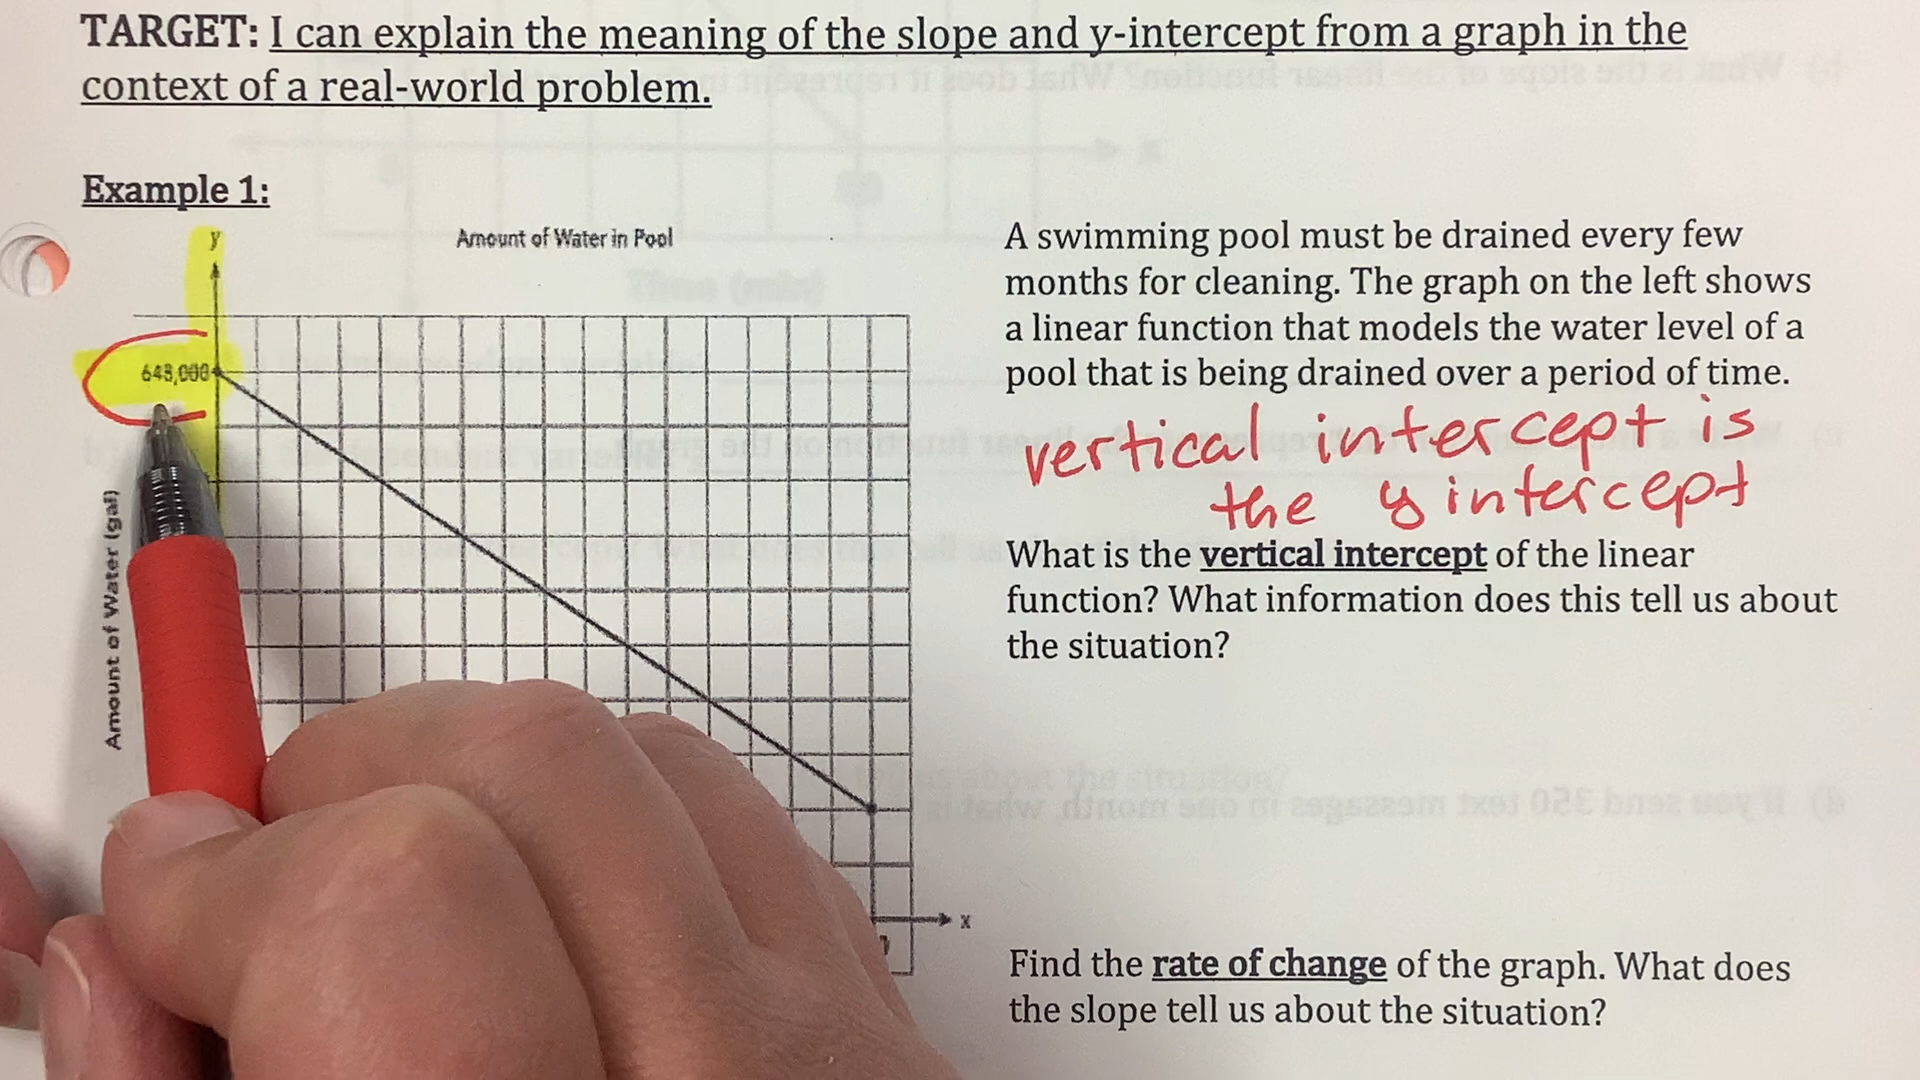 TARGET: I can explain the meaning of the slope and y-intercept from a graph in the
context of a real-world problem.
Example 1:
y
Amount of Water in Pool
648,000
Amount of Water (gal)
x
A swimming pool must be drained every few
months for cleaning. The graph on the left shows
a linear function that models the water level of a
pool that is being drained over a period of time.
vertical intercept is
the y intercept
What is the vertical intercept of the linear
function? What information does this tell us about
the situation?
Find the rate of change of the graph. What does
the slope tell us about the situation?